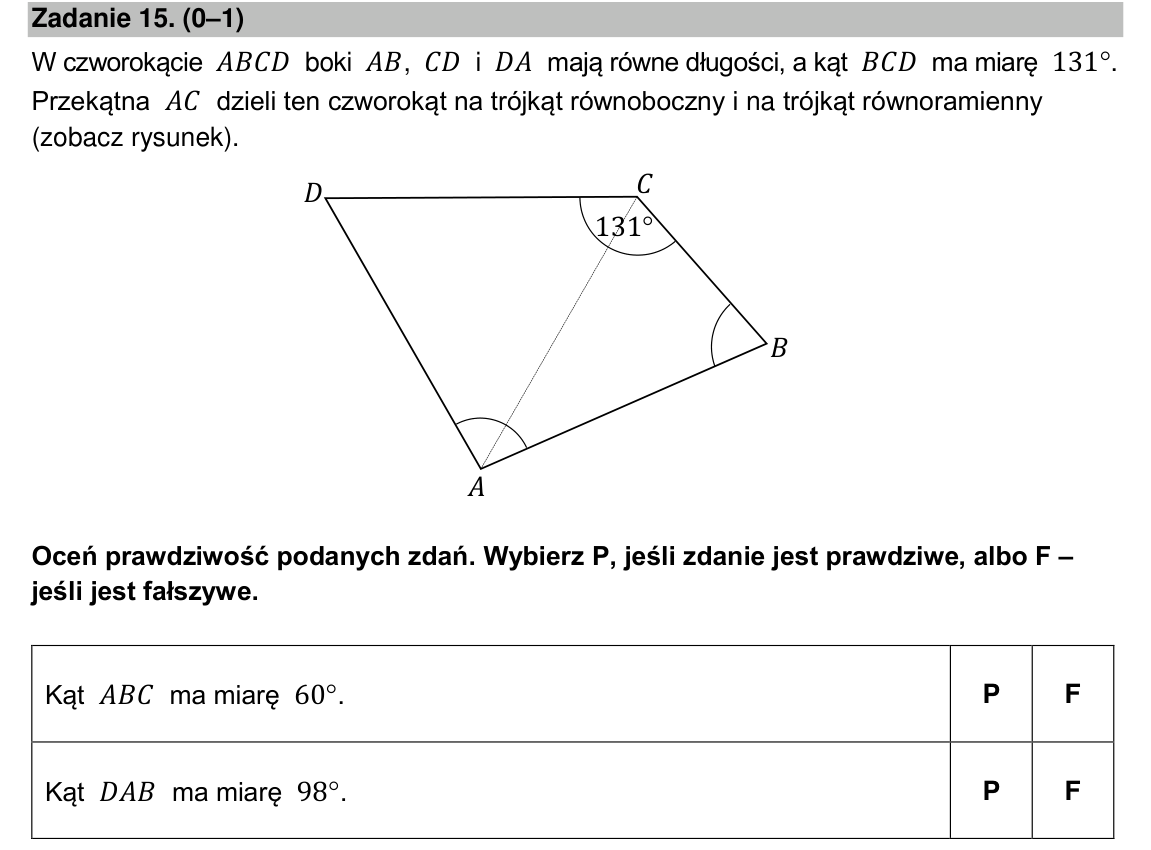 Zadanie 15. (0–1)
W czworokącie ABCD boki AB, CD i DA mają równe długości, a kąt BCD ma miarę 131°.
Przekątna AC dzieli ten czworokąt na trójkąt równoboczny i na trójkąt równoramienny
(zobacz rysunek).
D
C
131°
B
A
Oceń prawdziwość podanych zdań. Wybierz P, jeśli zdanie jest prawdziwe, albo F –
jeśli jest fałszywe.
Kąt ABC ma miarę 60°. P F
Kąt DAB ma miarę 98°. P F